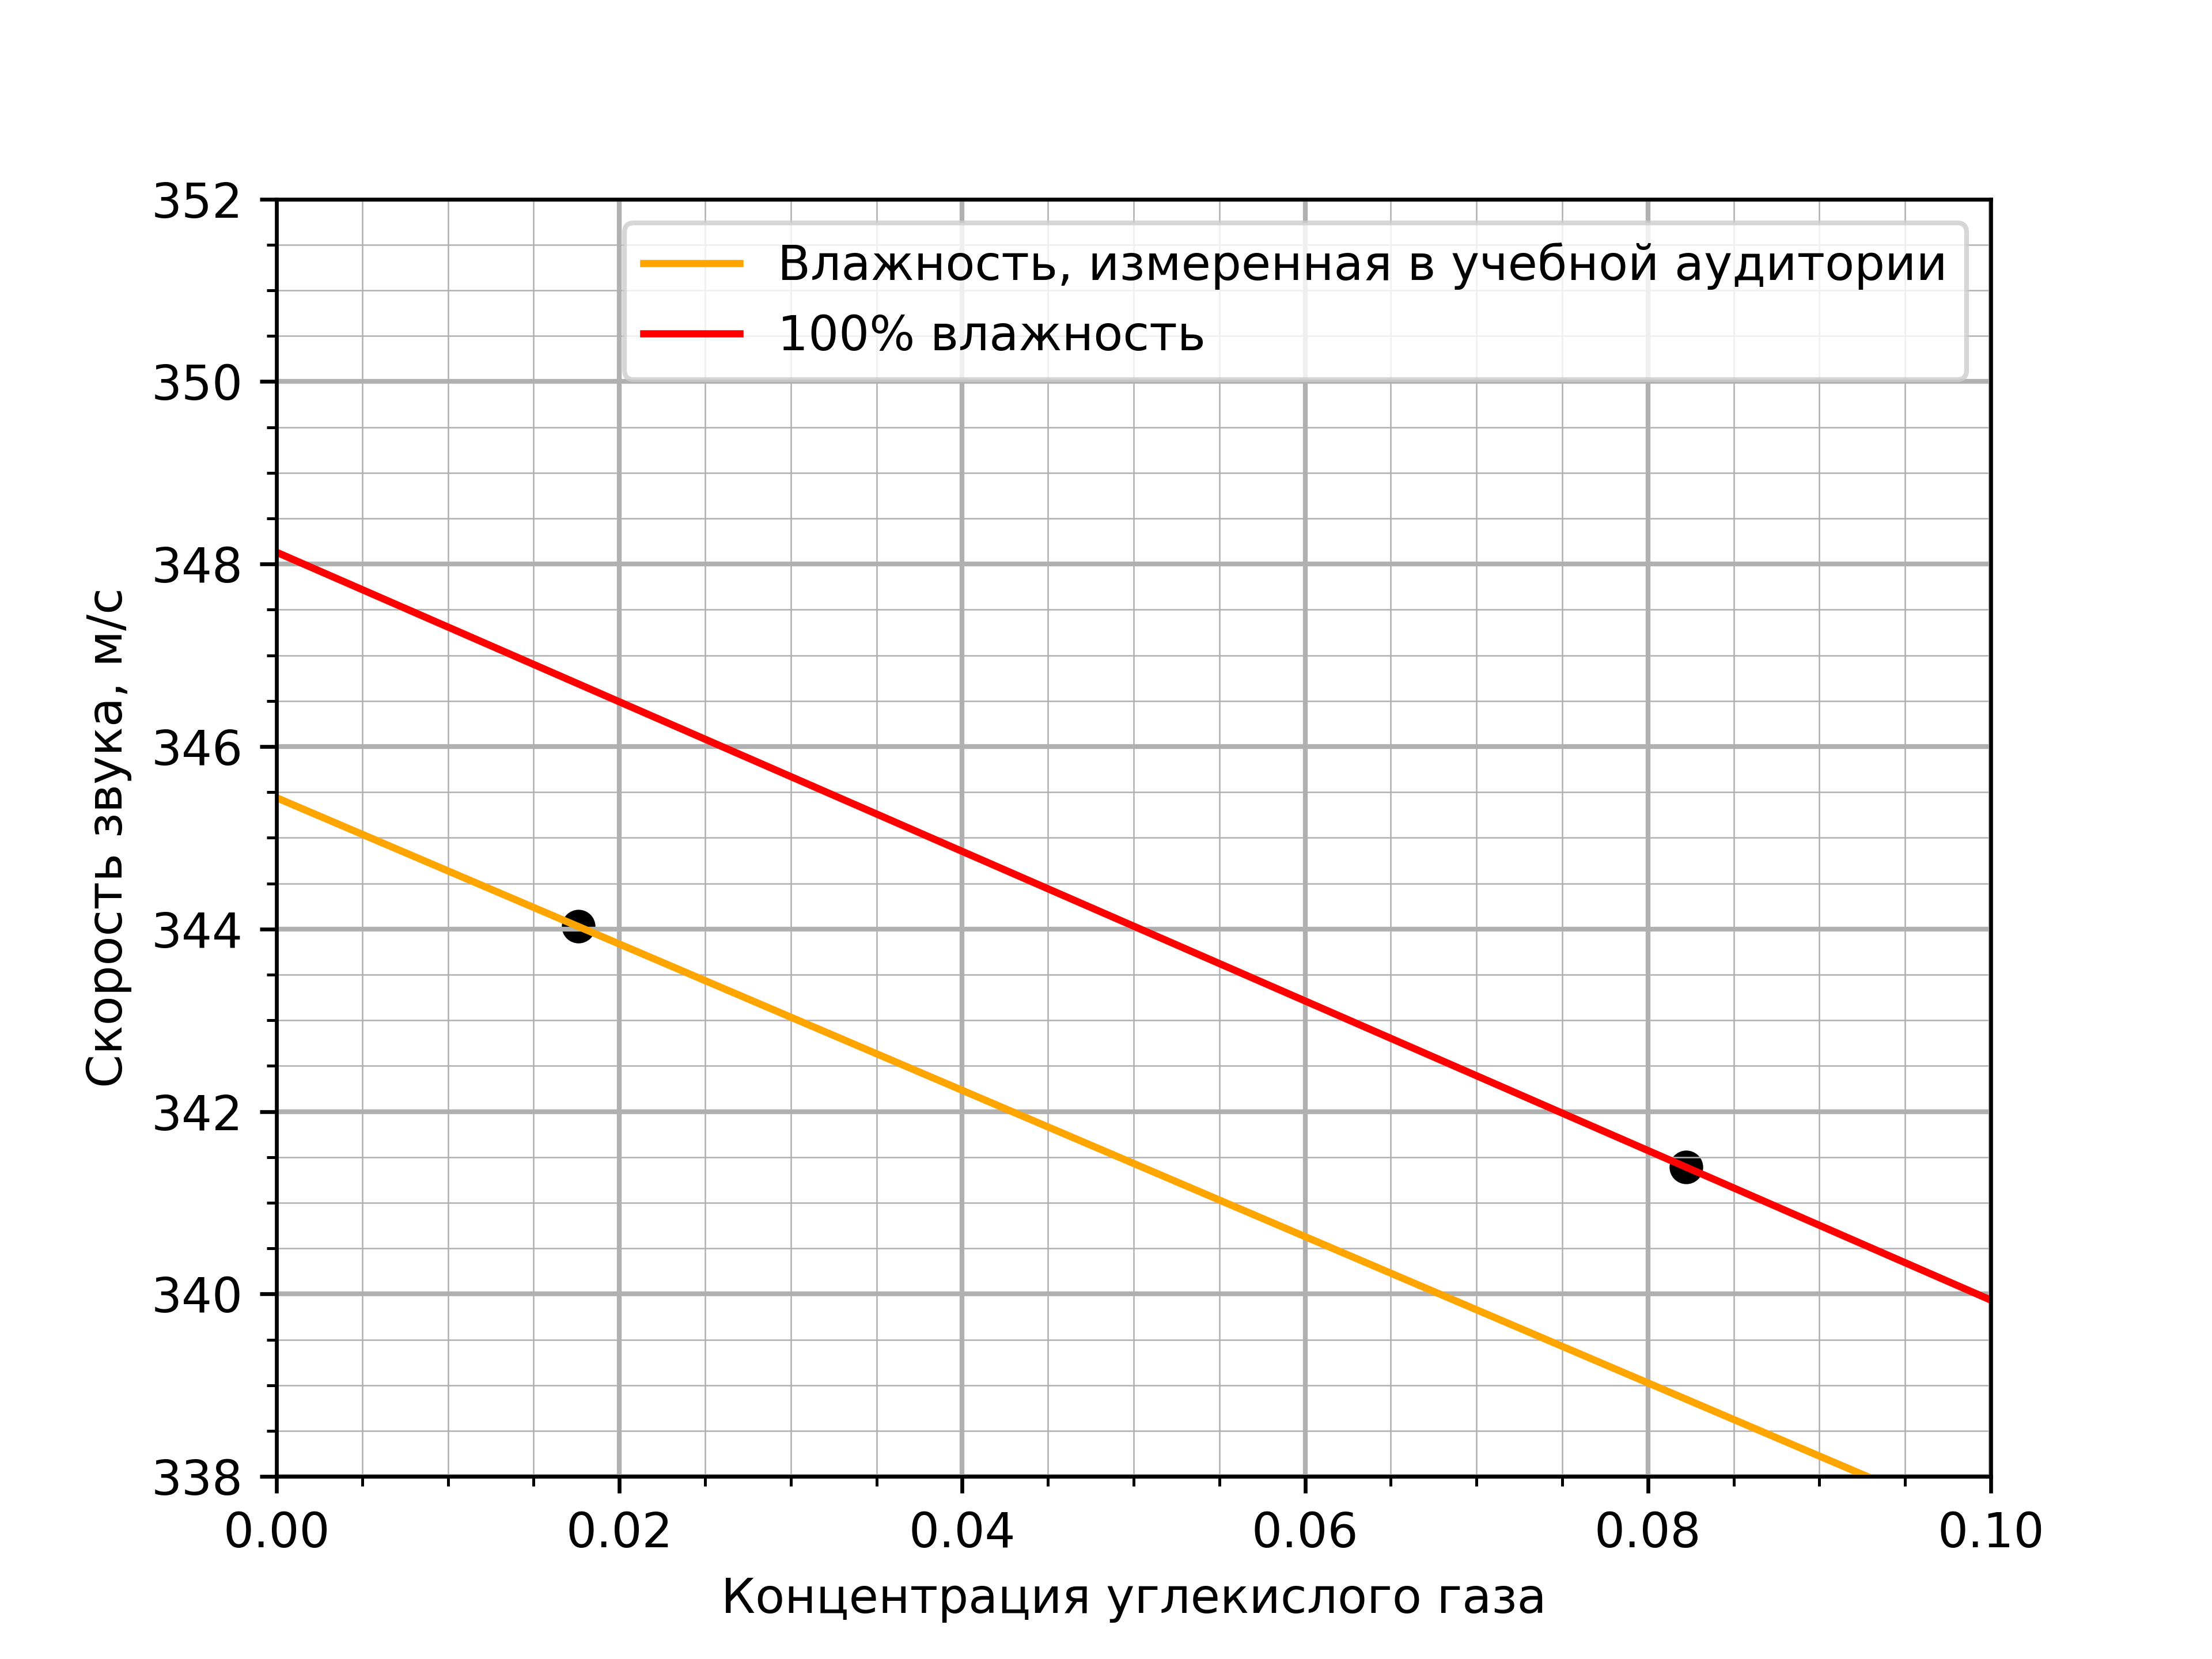 352
350
348
346
344
342
340
338
Скорость звука, м/с
Влажность, измеренная в учебной аудитории
100% влажность
0.00 0.02 0.04 0.06 0.08 0.10
Концентрация углекислого газа